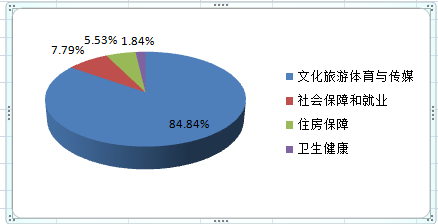 5.53%
1.84%
7.79%
84.84%
文化旅游体育与传媒
社会保障和就业
住房保障
卫生健康